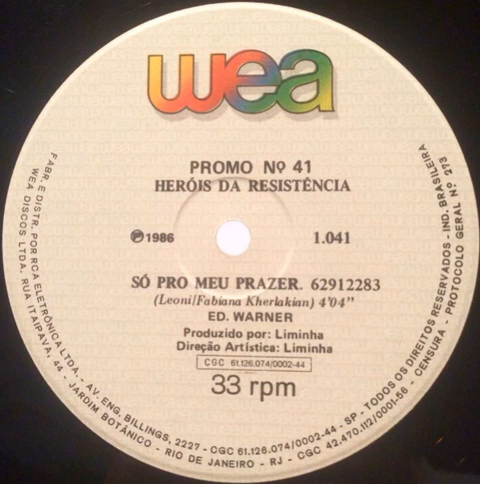 wea
PROMO Nº 41
HERÓIS DA RESISTÊNCIA
℗1986
1.041
SÓ PRO MEU PRAZER. 62912283
(Leoni/Fabiana Kherlakian) 4'04"
ED. WARNER
Produzido por: Liminha
Direção Artística: Liminha
CGC 61.126.074/0002-44
33 rpm
FABR. E DISTR. POR RCA ELETRÔNICA LTDA. - AV. ENG. BILLINGS, 2227 - CGC 61.126.074/0002-44 - SP - TODOS OS DIREITOS RESERVADOS - IND. BRASILEIRA
WEA DISCOS LTDA. RUA ITAIPAVA, 44 - JARDIM BOTÂNICO - RIO DE JANEIRO - RJ - CGC 42.470.112/0001-56 - CENSURA - PROTOCOLO GERAL Nº 273